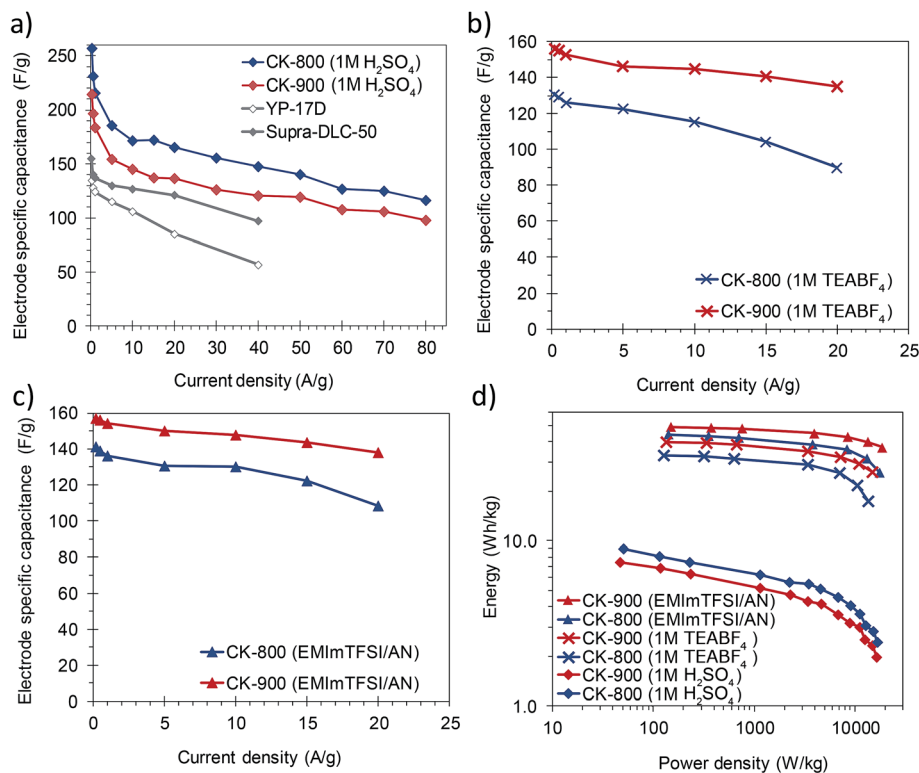 a)
Electrode specific capacitance (F/g)
250
200
150
100
50
0
0 10 20 30 40 50 60 70 80
Current density (A/g)
CK-800 (1M H₂SO₄)
CK-900 (1M H₂SO₄)
YP-17D
Supra-DLC-50
b)
Electrode specific capacitance (F/g)
160
140
120
100
80
60
40
20
0
0 5 10 15 20 25
Current density (A/g)
CK-800 (1M TEABF₄)
CK-900 (1M TEABF₄)
c)
Electrode specific capacitance (F/g)
160
140
120
100
80
60
40
20
0
0 5 10 15 20 25
Current density (A/g)
CK-800 (EMImTFSI/AN)
CK-900 (EMImTFSI/AN)
d)
Energy (Wh/kg)
10.0
1.0
10 100 1000 10000
Power density (W/kg)
CK-900 (EMImTFSI/AN)
CK-800 (EMImTFSI/AN)
CK-900 (1M TEABF₄)
CK-800 (1M TEABF₄)
CK-900 (1M H₂SO₄)
CK-800 (1M H₂SO₄)